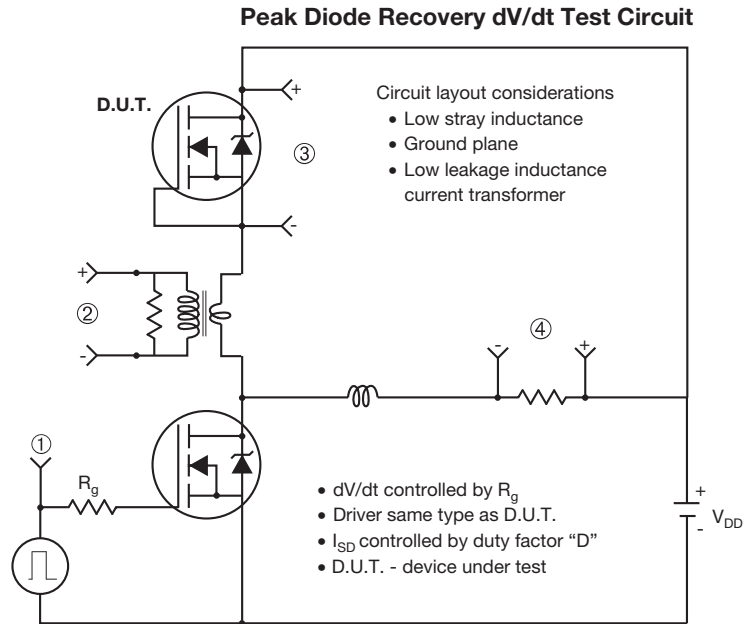 Peak Diode Recovery dV/dt Test Circuit
D.U.T.
+
-
③
Circuit layout considerations
• Low stray inductance
• Ground plane
• Low leakage inductance
current transformer
+
②
-
-
④
+
①
Rg
• dV/dt controlled by Rg
• Driver same type as D.U.T.
• ISD controlled by duty factor “D”
• D.U.T. - device under test
+
-
VDD